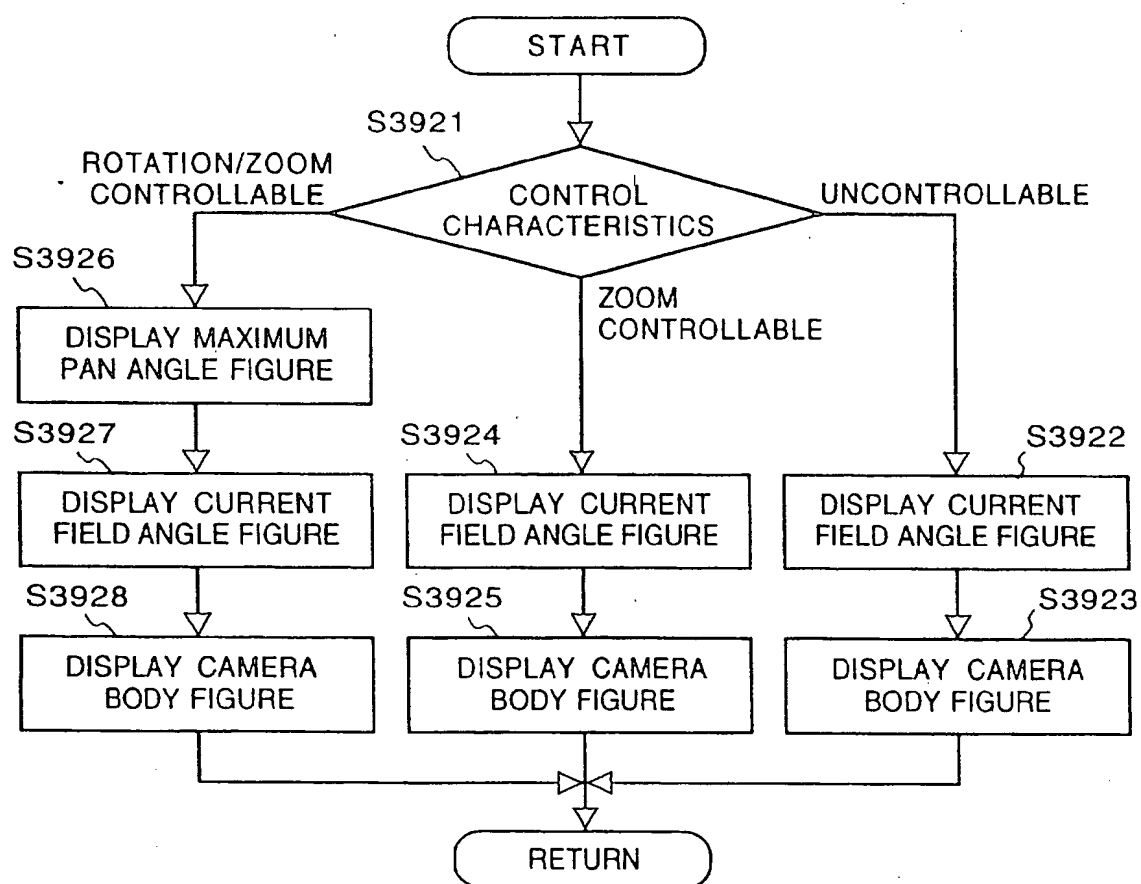 START
S3921
ROTATION/ZOOM
CONTROLLABLE
CONTROL
CHARACTERISTICS
UNCONTROLLABLE
ZOOM
CONTROLLABLE
S3926
DISPLAY MAXIMUM
PAN ANGLE FIGURE
S3927
DISPLAY CURRENT
FIELD ANGLE FIGURE
S3928
DISPLAY CAMERA
BODY FIGURE
S3924
DISPLAY CURRENT
FIELD ANGLE FIGURE
S3925
DISPLAY CAMERA
BODY FIGURE
S3922
DISPLAY CURRENT
FIELD ANGLE FIGURE
S3923
DISPLAY CAMERA
BODY FIGURE
RETURN